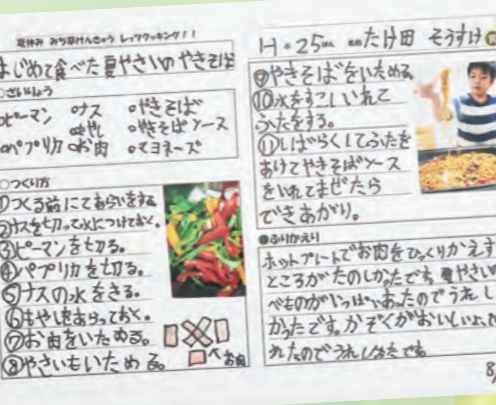 夏休み みち草けんきゅう レッツクッキング!!
はじめて食べた夏やさいのやきそば
○ざいりょう
○ピーマン ○ナス ○やきそば
○もやし ○やきそばソース
○パプリカ ○お肉 ○マヨネーズ
○つくり方
①つくる前にてあらいをする
②ナスを切って水につけておく。
③ピーマンを切る。
④パプリカを切る。
⑤ナスの水をきる。
⑥もやしをあらっておく。
⑦お肉をいためる。
⑧やさいもいためる。
お肉
H=25 たけ田 そうすけ
⑨やきそばをいためる
⑩水をすこしいれて
ふたをする。
⑪しばらくしてふたを
あけてやきそばソース
をいれてまぜたら
できあがり。
●ふりかえり
ホットプレートでお肉をひっくりかえす
ところがたのしかったです。夏やさい
べものがいっぱいあったのでうれし
かったです。かぞくがおいしいよ、
れたのでうれしかったです。
8/